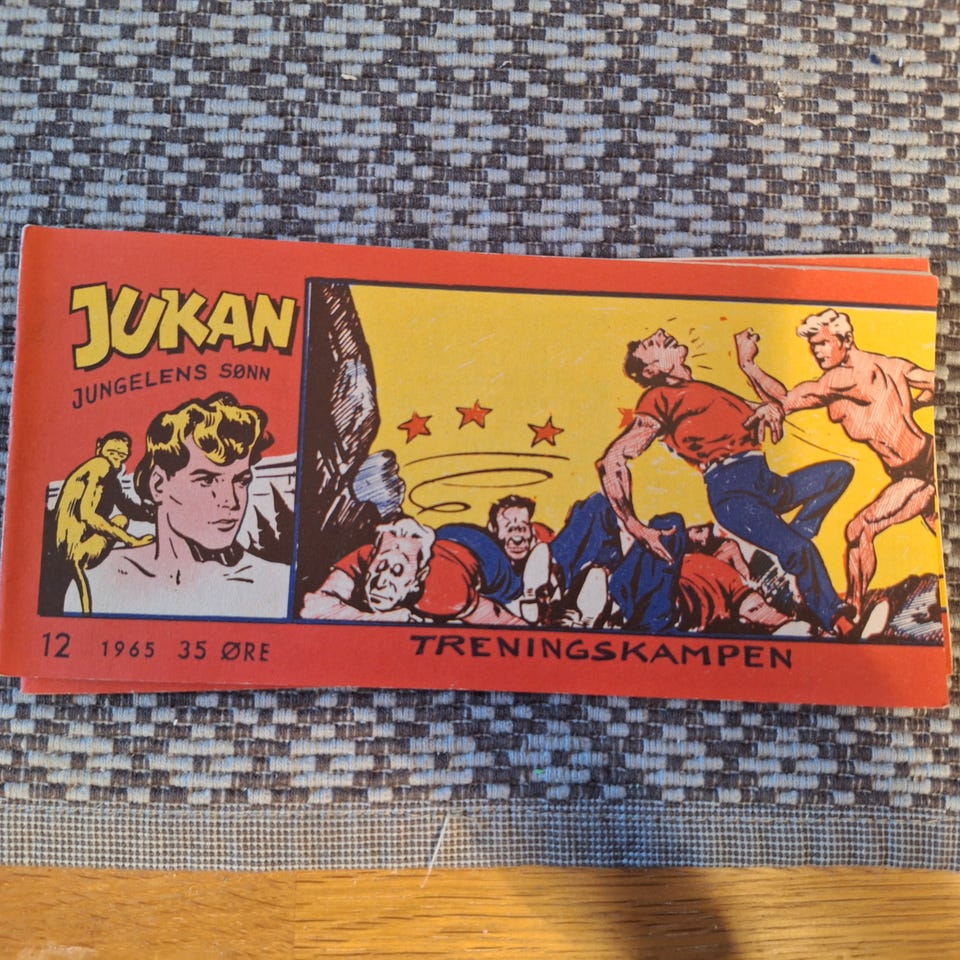 JUKAN
JUNGELENS SØNN
12 1965 35 ØRE
TRENINGSKAMPEN